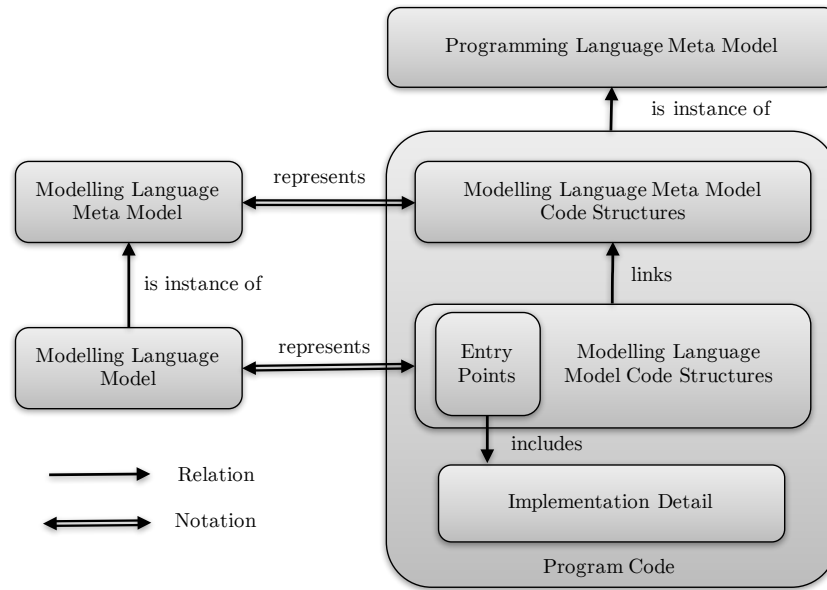 Programming Language Meta Model
is instance of
Modelling Language
Meta Model
represents
Modelling Language Meta Model
Code Structures
is instance of
links
Modelling Language
Model
represents
Entry
Points
Modelling Language
Model Code Structures
includes
Relation
Implementation Detail
Notation
Program Code